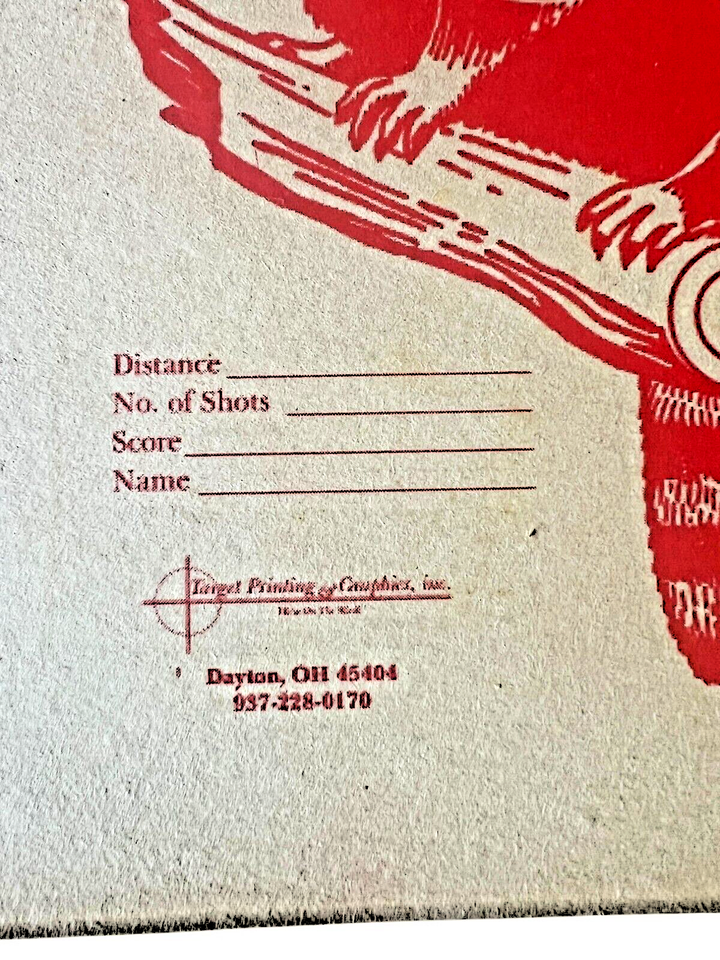 Distance
No. of Shots
Score
Name
Target Printing & Graphics, inc.
Dayton, OH 45404
937-228-0170